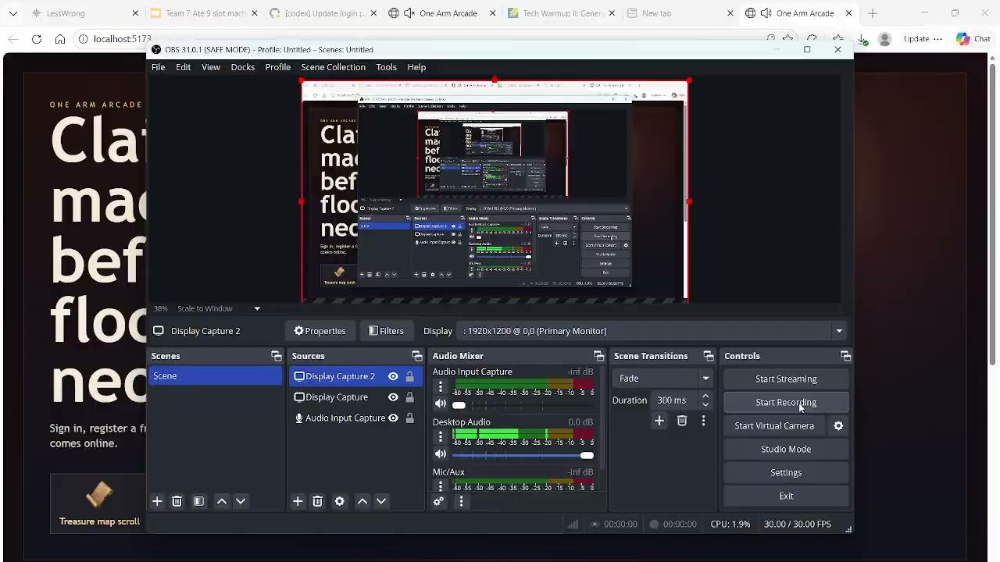 LessWrong
Team 7 Ate 9 slot mach
[codex] Update login p
One Arm Arcade
Tech Warmup II: Genera
New tab
One Arm Arcade
localhost:5173
Update
Chat
OBS 31.0.1 (SAFE MODE) - Profile: Untitled - Scenes: Untitled
File Edit View Docks Profile Scene Collection Tools Help
ONE ARM ARCADE
Clai
mad
bef
floo
nec
Sign in, register a fr
comes online.
Treasure map scroll
38% Scale to Window
Display Capture 2 Properties Filters Display : 1920x1200 @ 0,0 (Primary Monitor)
Scenes
Scene
Sources
Display Capture 2
Display Capture
Audio Input Capture
Audio Mixer
Audio Input Capture -inf dB
-60 -55 -50 -45 -40 -35 -30 -25 -20 -15 -10 -5 0
Desktop Audio 0.0 dB
-60 -55 -50 -45 -40 -35 -30 -25 -20 -15 -10 -5 0
Mic/Aux -inf dB
-60 -55 -50 -45 -40 -35 -30 -25 -20 -15 -10 -5 0
Scene Transitions
Fade
Duration 300 ms
Controls
Start Streaming
Start Recording
Start Virtual Camera
Studio Mode
Settings
Exit
00:00:00 00:00:00 CPU: 1.9% 30.00 / 30.00 FPS